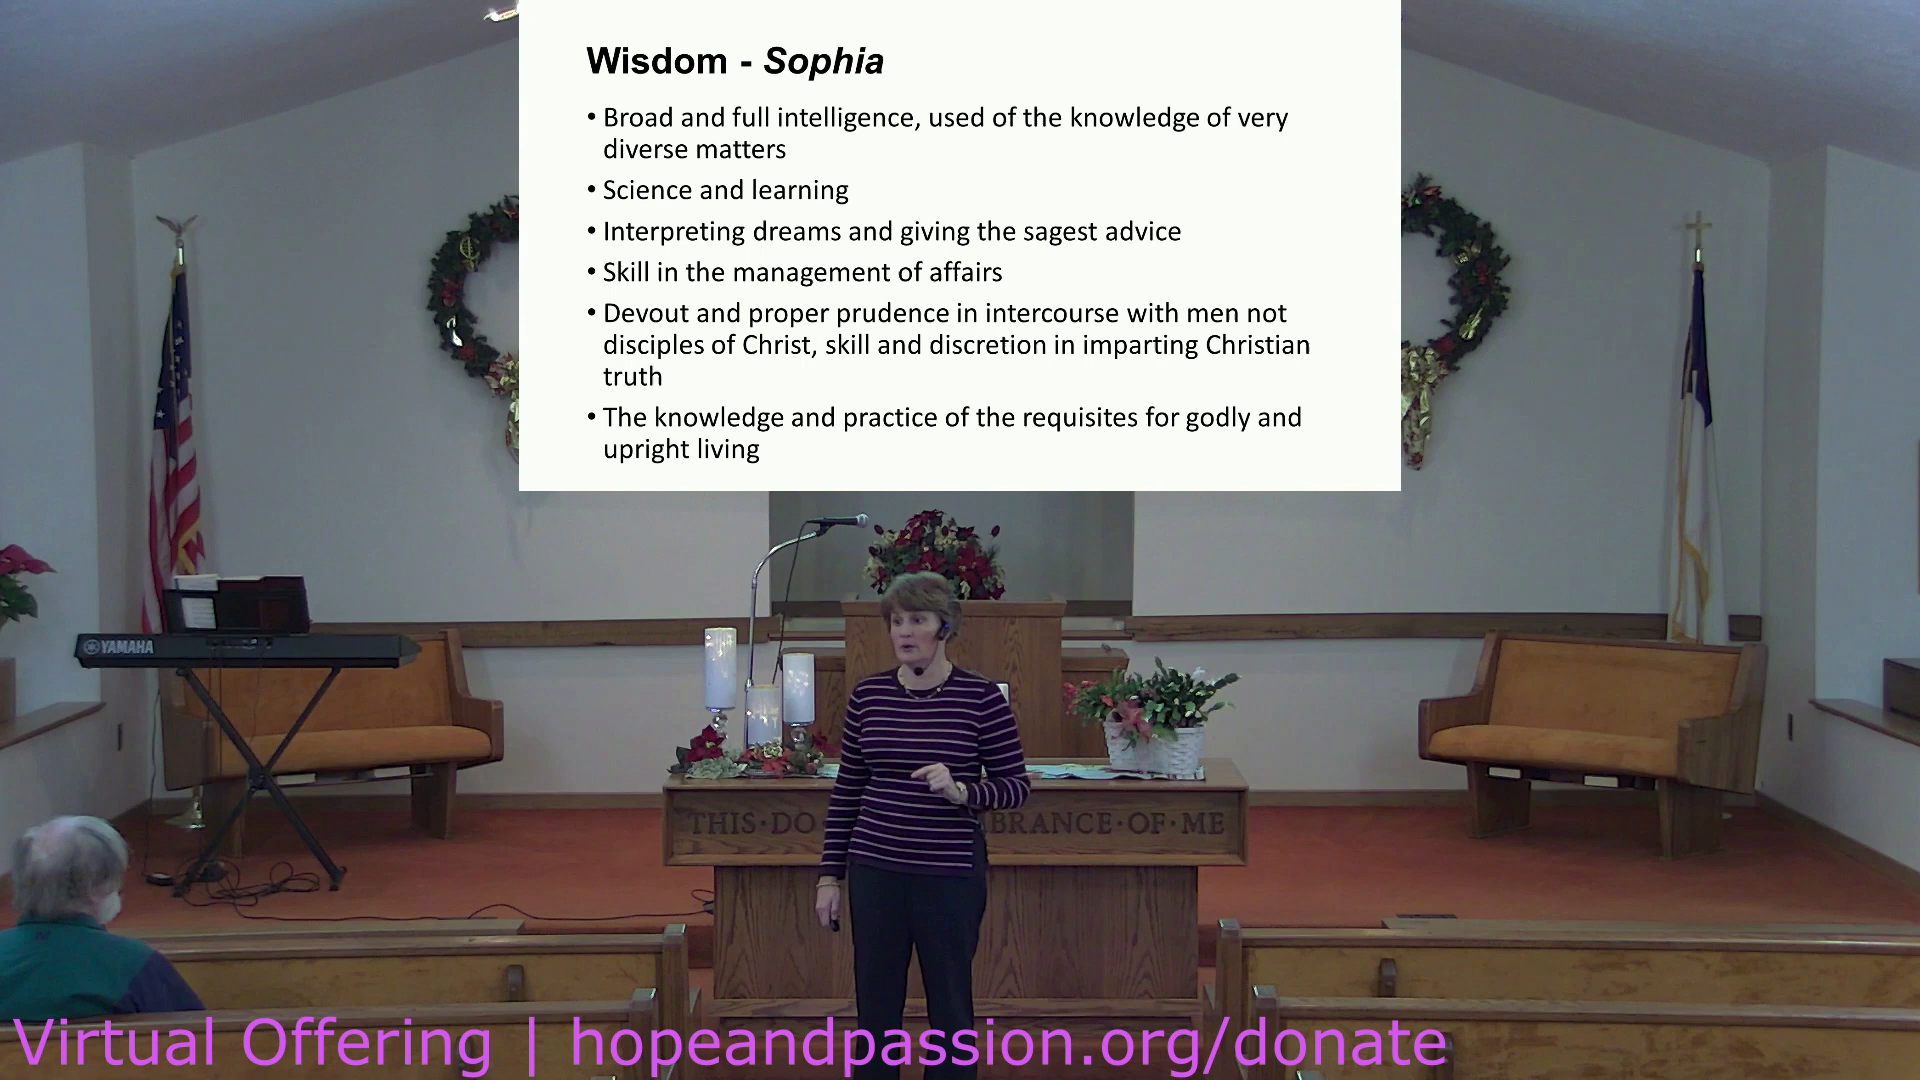 Wisdom - Sophia
• Broad and full intelligence, used of the knowledge of very
diverse matters
• Science and learning
• Interpreting dreams and giving the sagest advice
• Skill in the management of affairs
• Devout and proper prudence in intercourse with men not
disciples of Christ, skill and discretion in imparting Christian
truth
• The knowledge and practice of the requisites for godly and
upright living
YAMAHA
THIS·DO BRANCE·OF·ME
Virtual Offering | hopeandpassion.org/donate